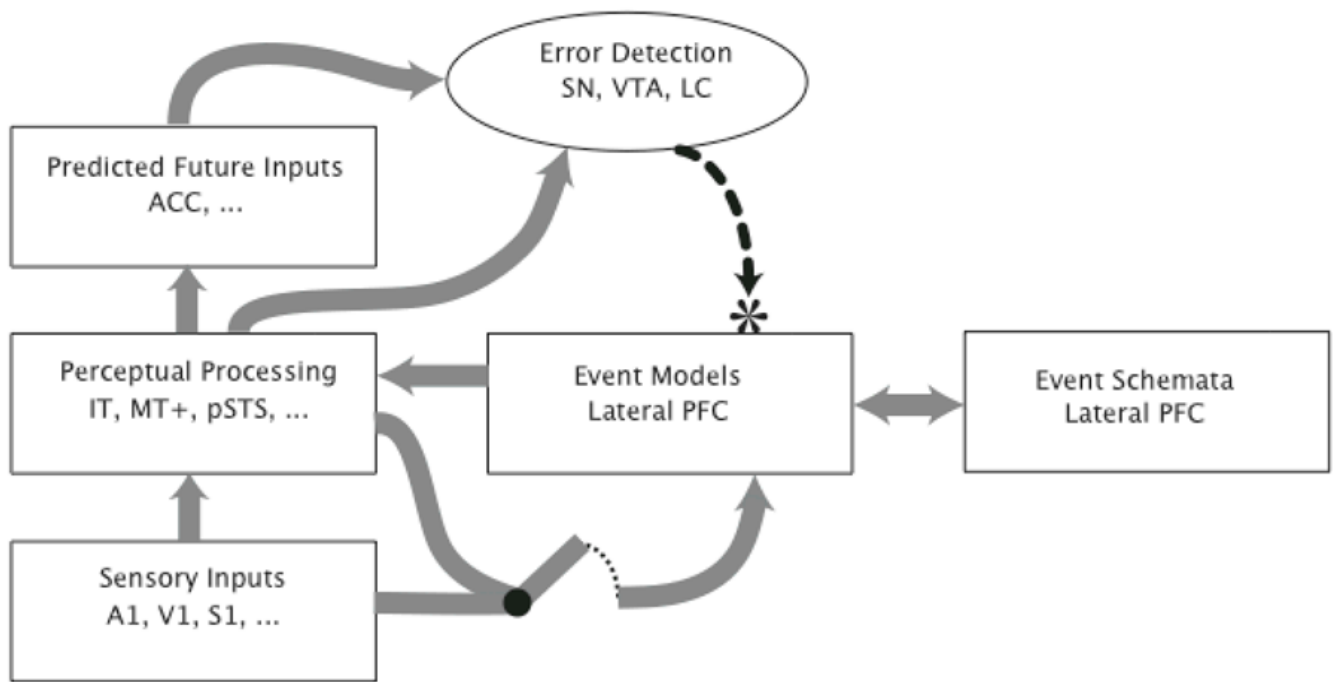 Error Detection
SN, VTA, LC
Predicted Future Inputs
ACC, ...
Perceptual Processing
IT, MT+, pSTS, ...
Event Models
Lateral PFC
Event Schemata
Lateral PFC
Sensory Inputs
A1, V1, S1, ...